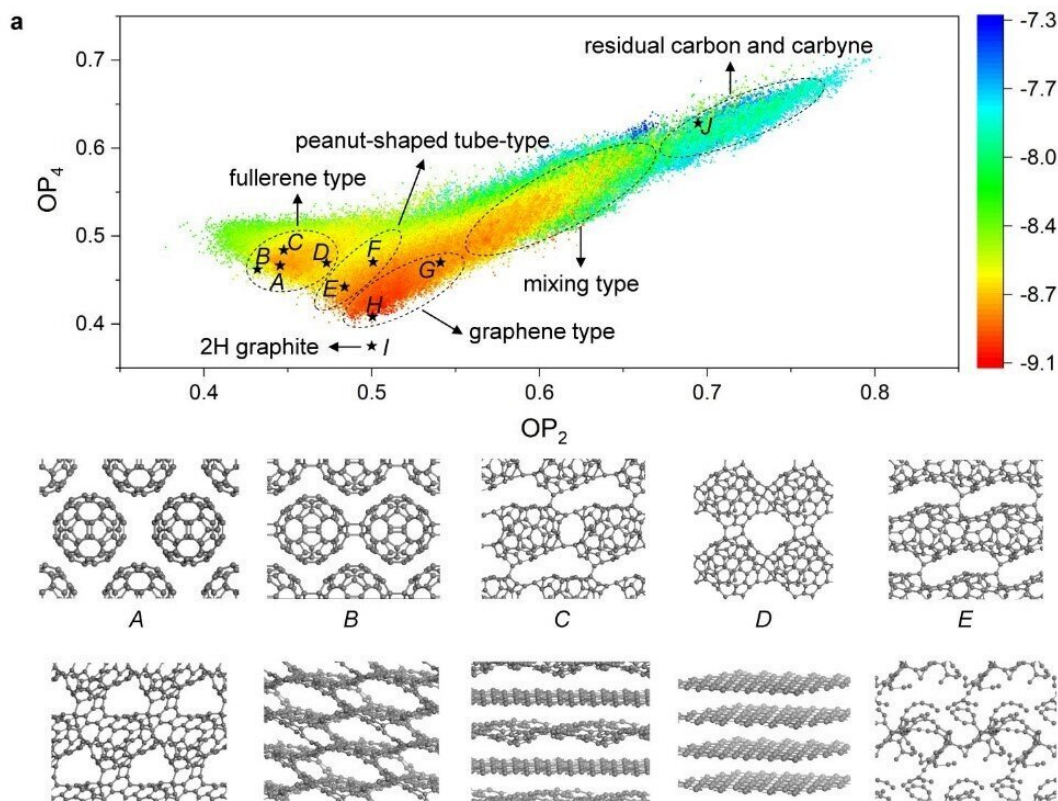 a
OP₄
0.7
0.6
0.5
0.4
residual carbon and carbyne
peanut-shaped tube-type
fullerene type
mixing type
graphene type
2H graphite
J
B
C
D
F
A
E
G
H
I
0.4 0.5 0.6 0.7 0.8
OP₂
-7.3
-7.7
-8.0
-8.4
-8.7
-9.1
A B C D E